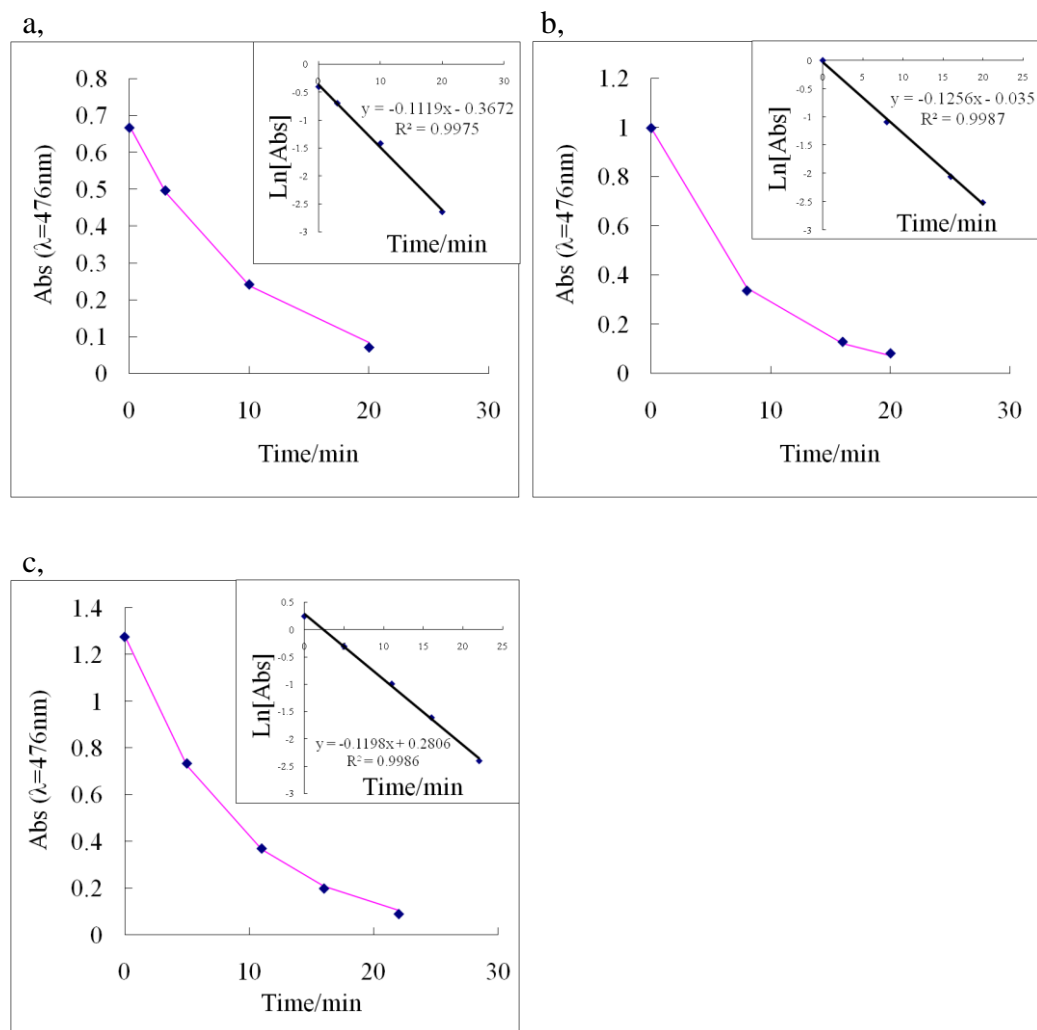 a,
0.8
0.7
0.6
0.5
0.4
0.3
0.2
0.1
0
Abs (λ=476nm)
0 10 20 30
Time/min
0
-0.5
-1
-1.5
-2
-2.5
-3
Ln[Abs]
0 10 20 30
y = -0.1119x - 0.3672
R² = 0.9975
Time/min
b,
1.2
1
0.8
0.6
0.4
0.2
0
Abs (λ=476nm)
0 10 20 30
Time/min
0
-0.5
-1
-1.5
-2
-2.5
-3
Ln[Abs]
0 5 10 15 20 25
y = -0.1256x - 0.035
R² = 0.9987
Time/min
c,
1.4
1.2
1
0.8
0.6
0.4
0.2
0
Abs (λ=476nm)
0 10 20 30
Time/min
0.5
0
-0.5
-1
-1.5
-2
-2.5
-3
Ln[Abs]
0 5 10 15 20 25
y = -0.1198x + 0.2806
R² = 0.9986
Time/min